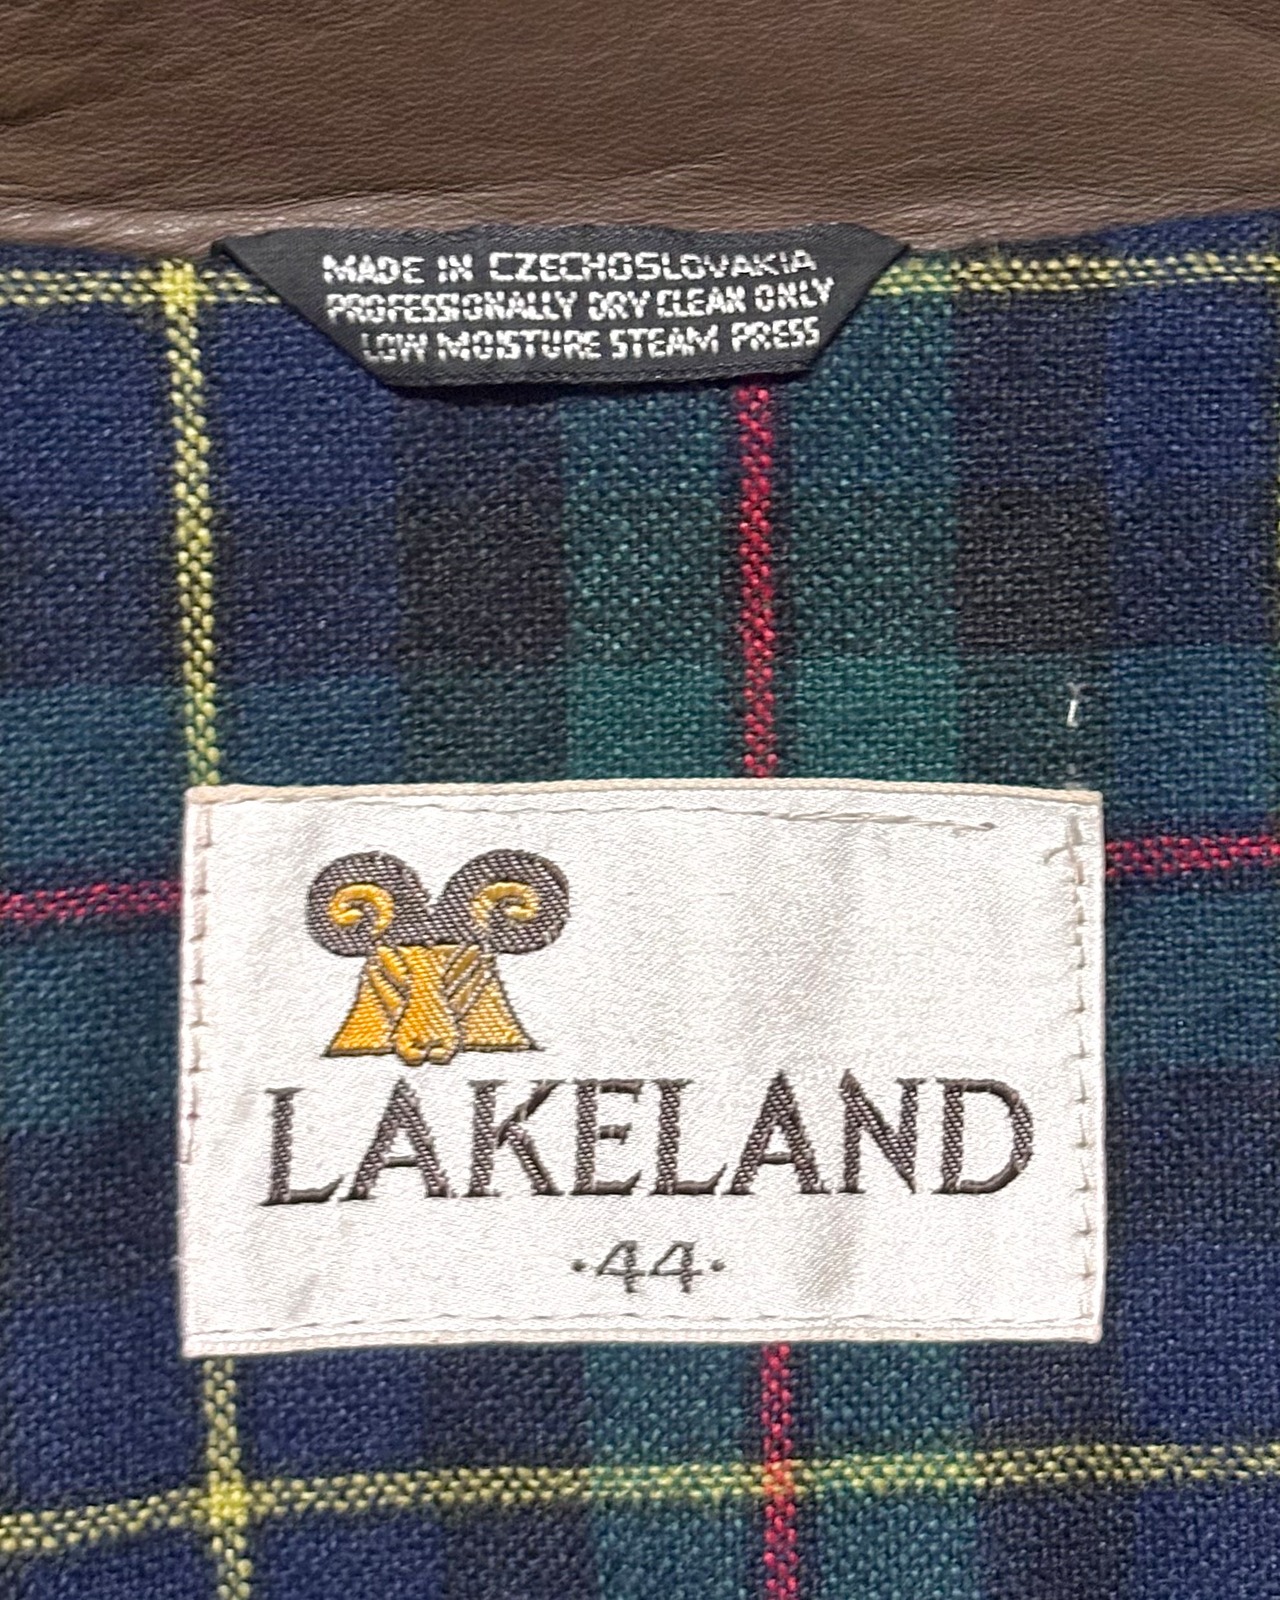 MADE IN CZECHOSLOVAKIA
PROFESSIONALLY DRY CLEAN ONLY
LOW MOISTURE STEAM PRESS
LAKELAND
·44·